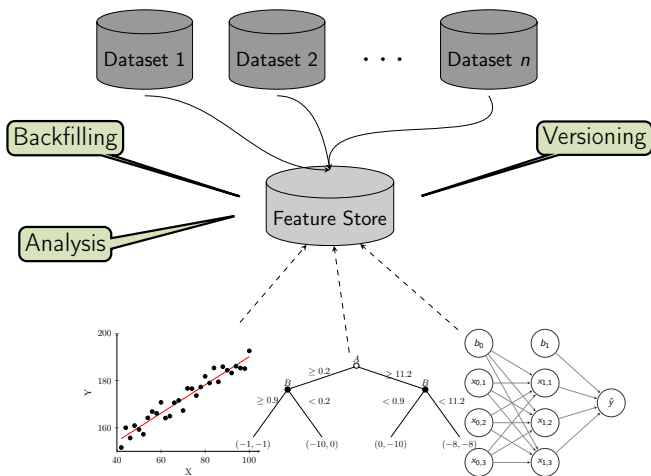 Dataset 1 Dataset 2 · · · Dataset n
Backfilling
Versioning
Feature Store
Analysis
200
180
160
40 60 80 100
X
Y
A
≥ 0.2 ≥ 11.2
B B
≥ 0.9 < 0.2 < 0.9 < 11.2
(−1, −1) (−10, 0) (0, −10) (−8, −8)
b0 b1
x0,1 x1,1
ŷ
x0,2 x1,2
x0,3 x1,3